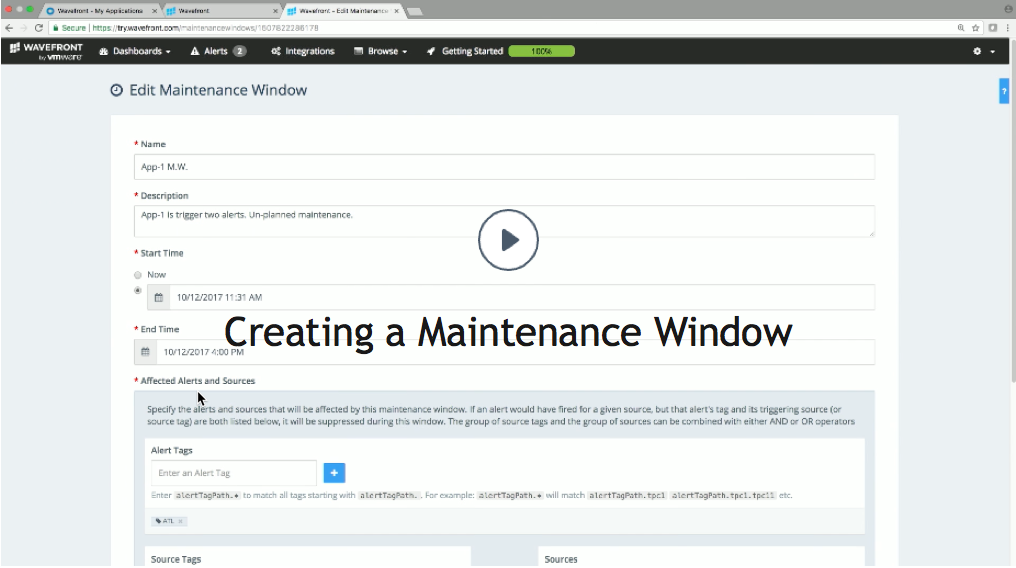 Wavefront - My Applications
Wavefront
Wavefront - Edit Maintenance
Secure https://try.wavefront.com/maintenancewindows/1607822286178
WAVEFRONT
by vmware
Dashboards
Alerts 2
Integrations
Browse
Getting Started
100%
Edit Maintenance Window
?
* Name
App-1 M.W.
* Description
App-1 is trigger two alerts. Un-planned maintenance.
* Start Time
Now
10/12/2017 11:31 AM
Creating a Maintenance Window
* End Time
10/12/2017 4:00 PM
* Affected Alerts and Sources
Specify the alerts and sources that will be affected by this maintenance window. If an alert would have fired for a given source, but that alert's tag and its triggering source (or
source tag) are both listed below, it will be suppressed during this window. The group of source tags and the group of sources can be combined with either AND or OR operators
Alert Tags
Enter an Alert Tag
+
Enter alertTagPath.* to match all tags starting with alertTagPath.. For example: alertTagPath.* will match alertTagPath.tpc1 alertTagPath.tpc1.tpc11 etc.
ATL ×
Source Tags
Sources